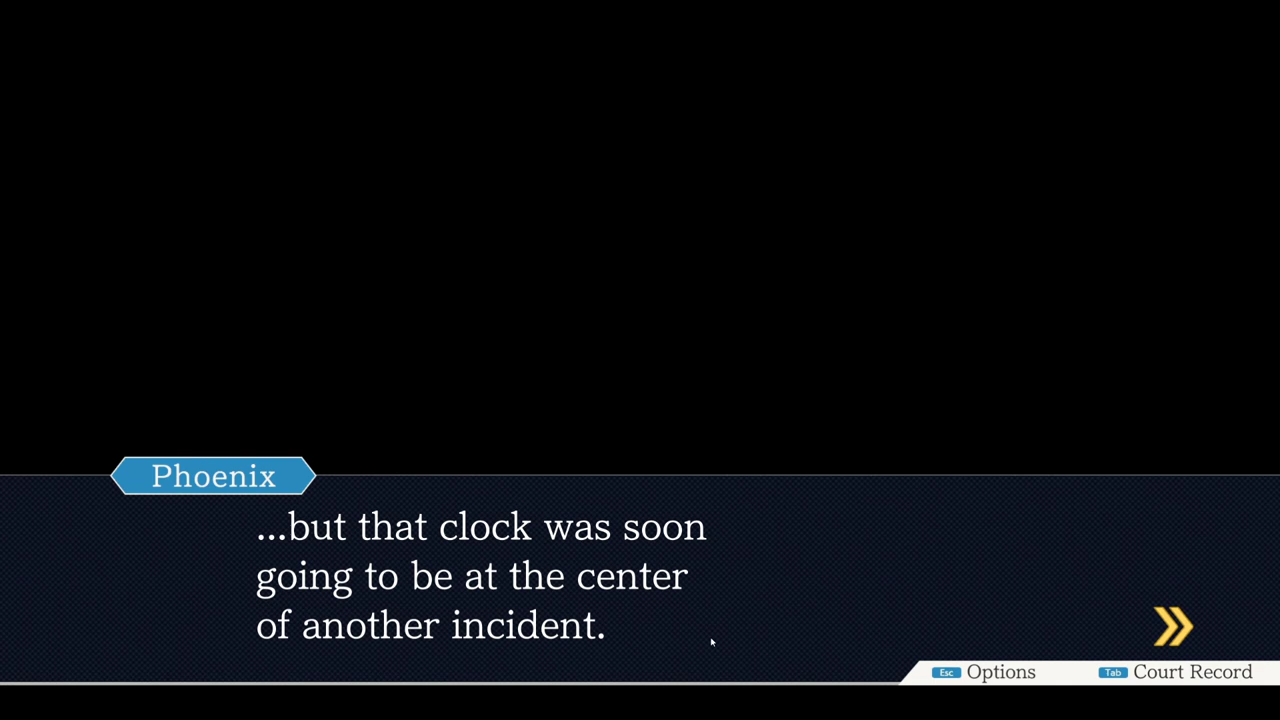 Phoenix
...but that clock was soon
going to be at the center
of another incident.
Esc Options Tab Court Record